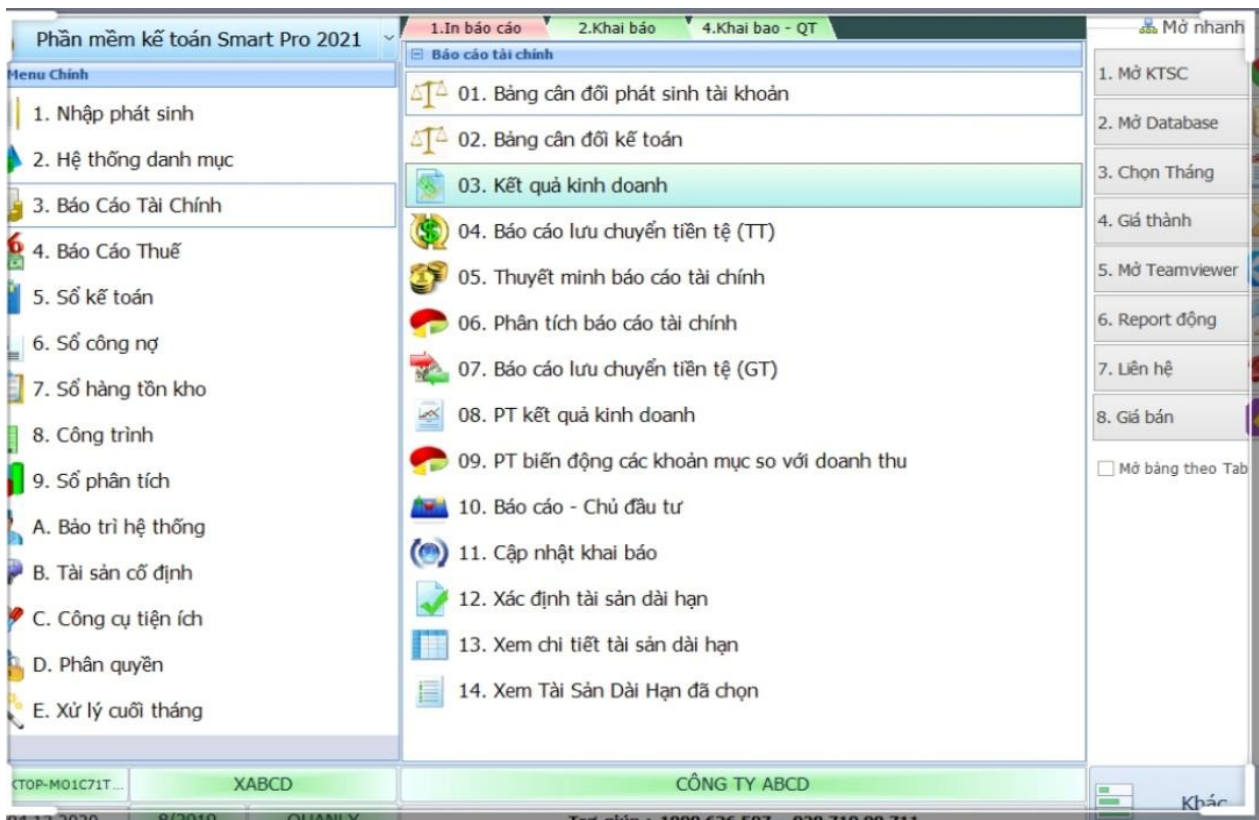 Phần mềm kế toán Smart Pro 2021
Menu Chính
1. Nhập phát sinh
2. Hệ thống danh mục
3. Báo Cáo Tài Chính
4. Báo Cáo Thuế
5. Sổ kế toán
6. Sổ công nợ
7. Sổ hàng tồn kho
8. Công trình
9. Sổ phân tích
A. Bảo trì hệ thống
B. Tài sản cố định
C. Công cụ tiện ích
D. Phân quyền
E. Xử lý cuối tháng
1.In báo cáo
2.Khai báo
4.Khai bao - QT
Báo cáo tài chính
01. Bảng cân đối phát sinh tài khoản
02. Bảng cân đối kế toán
03. Kết quả kinh doanh
04. Báo cáo lưu chuyển tiền tệ (TT)
05. Thuyết minh báo cáo tài chính
06. Phân tích báo cáo tài chính
07. Báo cáo lưu chuyển tiền tệ (GT)
08. PT kết quả kinh doanh
09. PT biến động các khoản mục so với doanh thu
10. Báo cáo - Chủ đầu tư
11. Cập nhật khai báo
12. Xác định tài sản dài hạn
13. Xem chi tiết tài sản dài hạn
14. Xem Tài Sản Dài Hạn đã chọn
Mở nhanh
1. Mở KTSC
2. Mở Database
3. Chọn Tháng
4. Giá thành
5. Mở Teamviewer
6. Report động
7. Liên hệ
8. Giá bán
Mở bảng theo Tab
KTOP-M01C71T...
XABCD
CÔNG TY ABCD
Khác
04.12.2020
8/2019
QUANLY